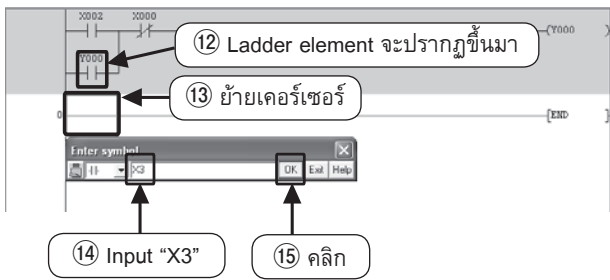 X002 X000
(Y000 )
⑫ Ladder element จะปรากฏขึ้นมา
Y000
⑬ ย้ายเคอร์เซอร์
0
[END ]
Enter symbol
X3 OK Exit Help
⑭ Input “X3”
⑮ คลิก